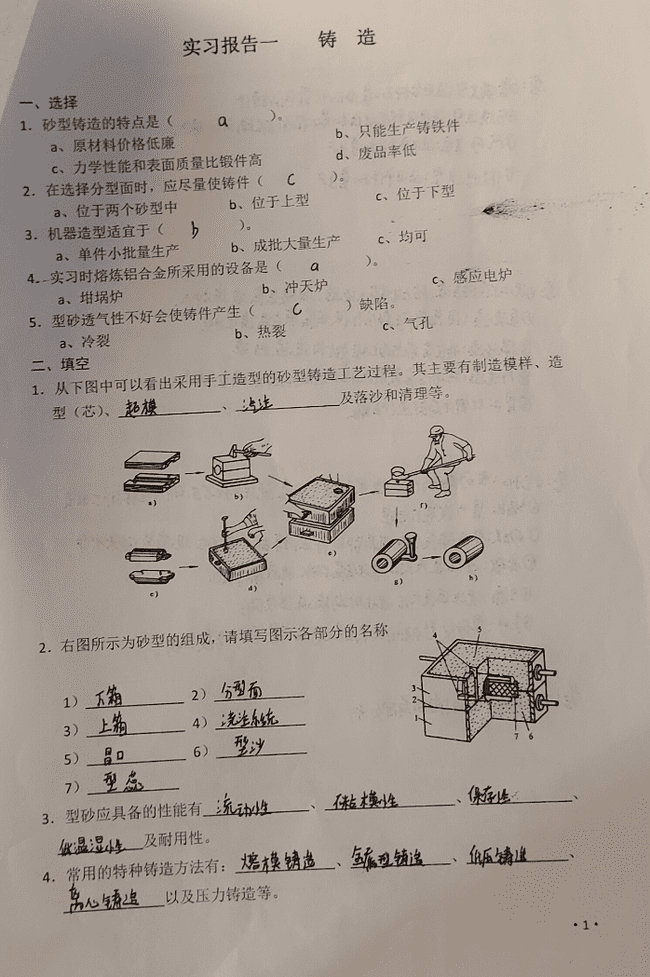 实习报告一 铸 造
一、选择
1. 砂型铸造的特点是（ a ）。
a、原材料价格低廉 b、只能生产铸铁件
c、力学性能和表面质量比锻件高 d、废品率低
2. 在选择分型面时，应尽量使铸件（ c ）。
a、位于两个砂型中 b、位于上型 c、位于下型
3. 机器造型适宜于（ b ）。
a、单件小批量生产 b、成批大量生产 c、均可
4. 实习时熔炼铝合金所采用的设备是（ a ）。
a、坩埚炉 b、冲天炉 c、感应电炉
5. 型砂透气性不好会使铸件产生（ c ）缺陷。
a、冷裂 b、热裂 c、气孔
二、填空
1. 从下图中可以看出采用手工造型的砂型铸造工艺过程。其主要有制造模样、造
型（芯）、起模、浇注及落沙和清理等。
a) b) c) d) e) f) g) h)
2. 右图所示为砂型的组成，请填写图示各部分的名称
1) 下箱 2) 分型面
3) 上箱 4) 浇注系统
5) 冒口 6) 型沙
7) 型
4 5 3 2 1 7 6
3. 型砂应具备的性能有 流动性、模性、保存性、
低温湿性 及耐用性。
4. 常用的特种铸造方法有：熔模铸造、金属型铸造、低压铸造、
离心铸造 以及压力铸造等。
•1•